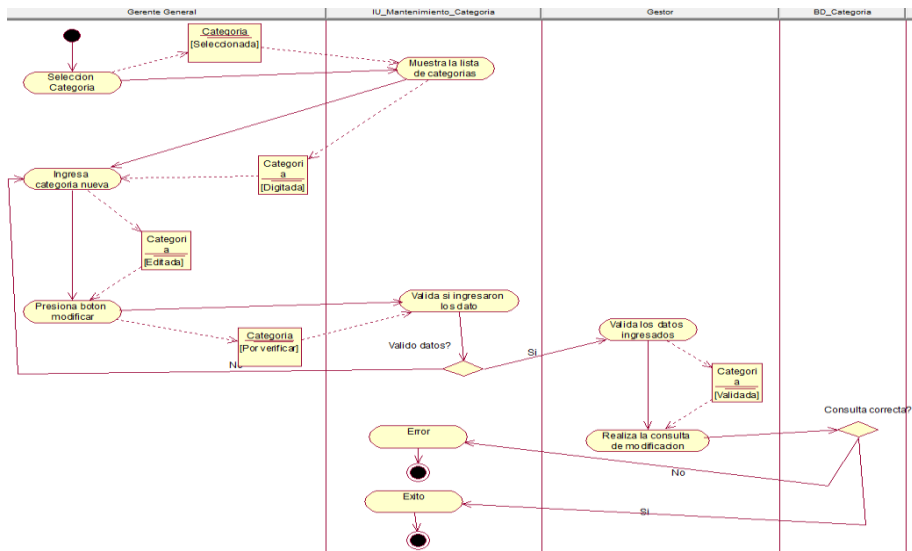 Gerente General
IU_Mantenimiento_Categoria
Gestor
BD_Categoria
Categoria
[Seleccionada]
Seleccion
Categoria
Muestra la lista
de categorias
Ingresa
categoria nueva
Categori
a
[Digitada]
Categori
a
[Editada]
Presiona boton
modificar
Categoria
[Por verificar]
Valida si ingresaron
los dato
Valido datos?
No
Si
Valida los datos
ingresados
Categori
a
[Validada]
Realiza la consulta
de modificacion
Consulta correcta?
Error
No
Exito
Si